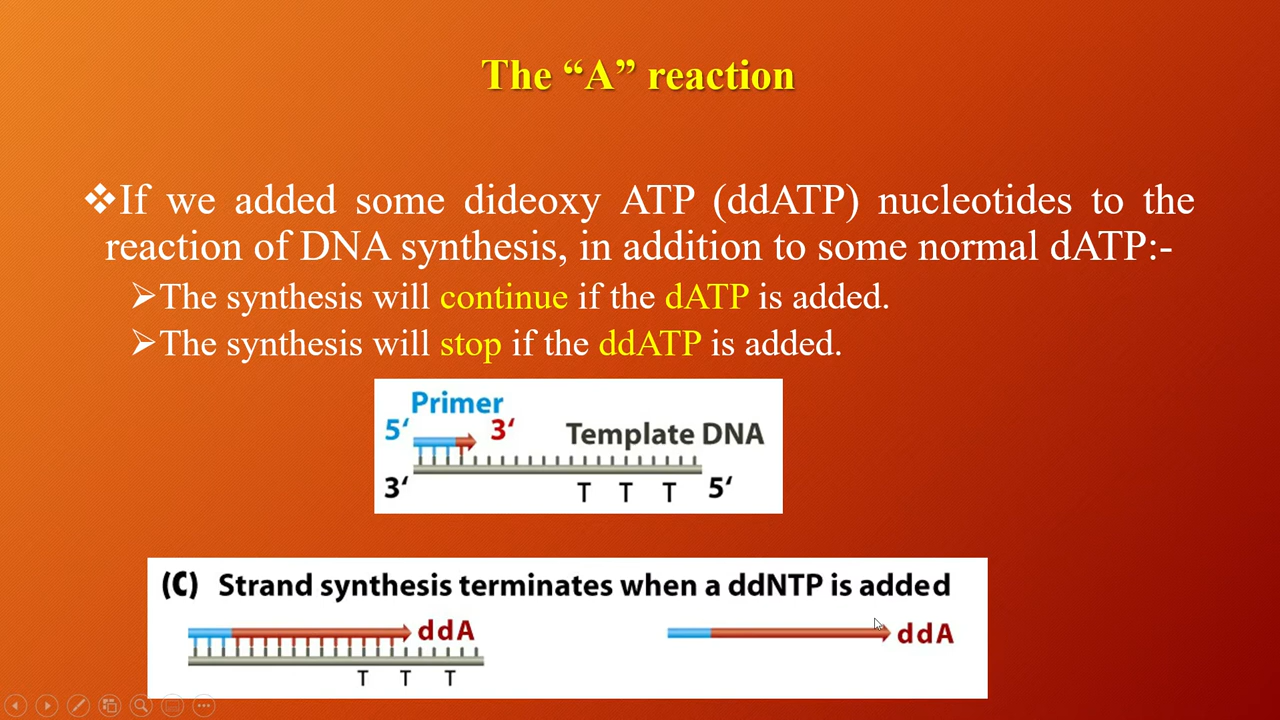 The “A” reaction
❖If we added some dideoxy ATP (ddATP) nucleotides to the
reaction of DNA synthesis, in addition to some normal dATP:-
➢The synthesis will continue if the dATP is added.
➢The synthesis will stop if the ddATP is added.
Primer
5‘ 3‘ Template DNA
3‘ T T T 5‘
(C) Strand synthesis terminates when a ddNTP is added
ddA ddA
T T T